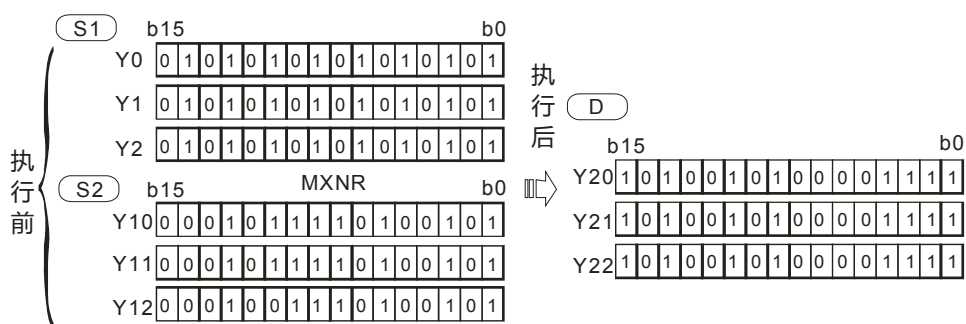 S1 b15 b0
Y0 0 1 0 1 0 1 0 1 0 1 0 1 0 1 0 1
Y1 0 1 0 1 0 1 0 1 0 1 0 1 0 1 0 1
Y2 0 1 0 1 0 1 0 1 0 1 0 1 0 1 0 1
执行前
S2 b15 MXNR b0
Y10 0 0 0 1 0 1 1 1 1 0 1 0 0 1 0 1
Y11 0 0 0 1 0 1 1 1 1 0 1 0 0 1 0 1
Y12 0 0 0 1 0 0 1 1 1 0 1 0 0 1 0 1
执行后
D
b15 b0
Y20 1 0 1 0 0 1 0 1 0 0 0 0 1 1 1 1
Y21 1 0 1 0 0 1 0 1 0 0 0 0 1 1 1 1
Y22 1 0 1 0 0 1 0 1 0 0 0 0 1 1 1 1